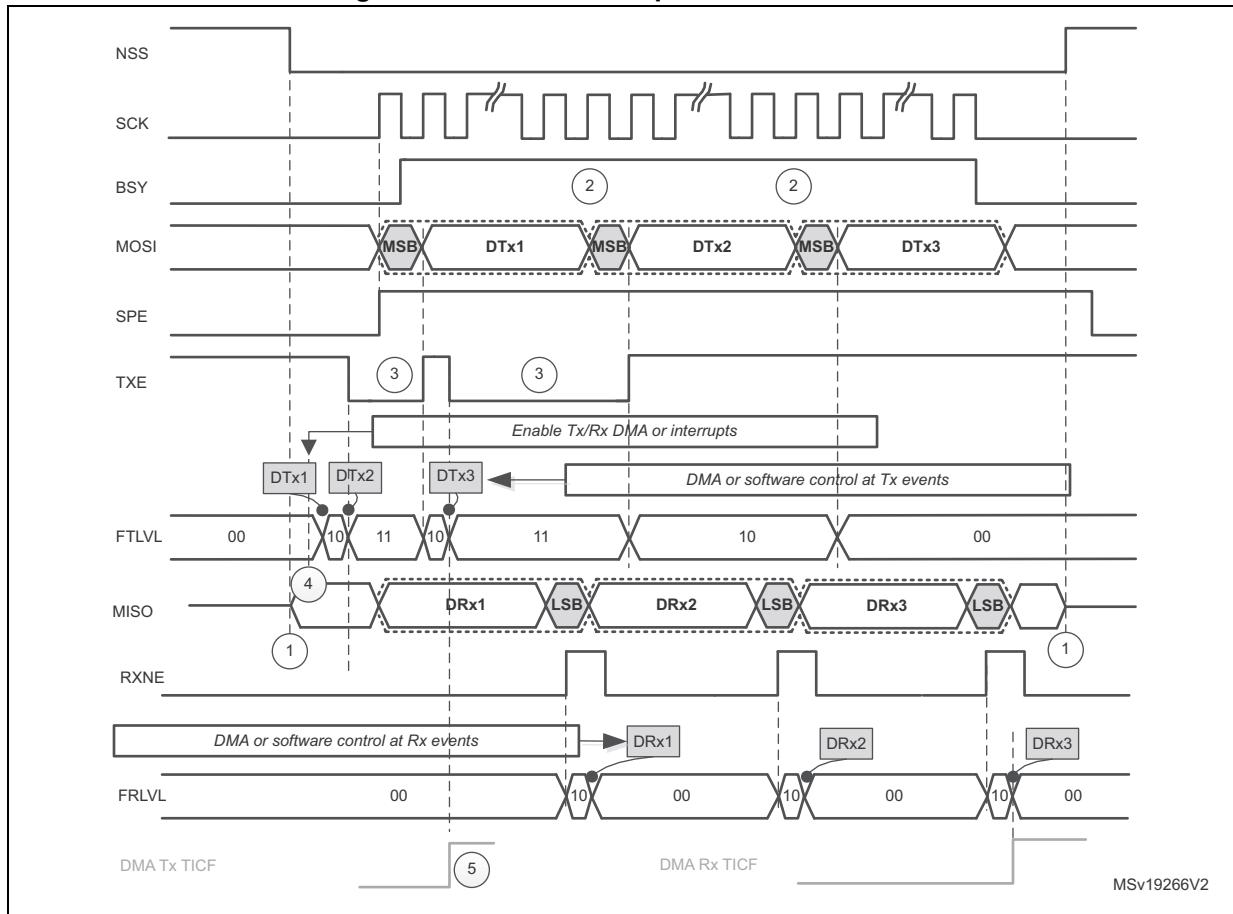 NSS
SCK
BSY
2 2
MOSI
MSB DTx1 MSB DTx2 MSB DTx3
SPE
TXE
3 3
Enable Tx/Rx DMA or interrupts
DTx1 DTx2 DTx3
DMA or software control at Tx events
FTLVL
00 10 11 10 11 10 00
4
MISO
DRx1 LSB DRx2 LSB DRx3 LSB
1 1
RXNE
DMA or software control at Rx events
DRx1 DRx2 DRx3
FRLVL
00 10 00 10 00 10 00
DMA Tx TICF
5
DMA Rx TICF
MSv19266V2